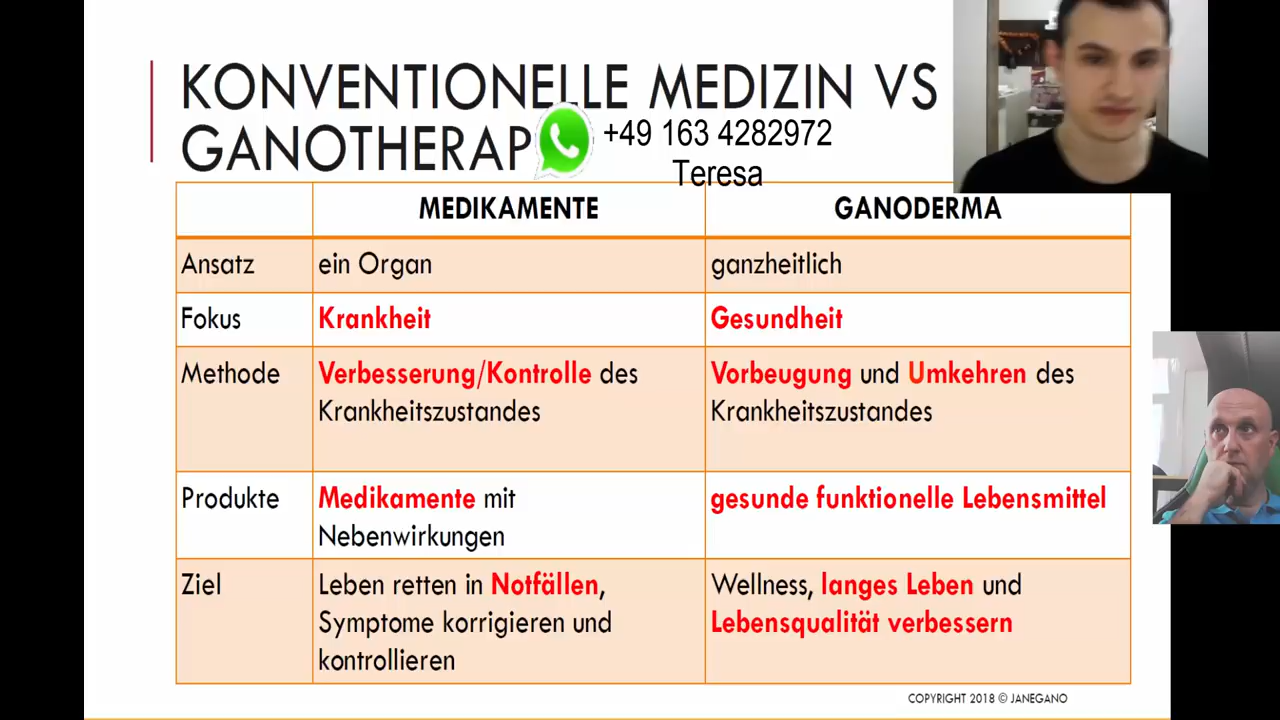 KONVENTIONELLE MEDIZIN VS
GANOTHERAP
+49 163 4282972
Teresa
MEDIKAMENTE GANODERMA
Ansatz ein Organ ganzheitlich
Fokus Krankheit Gesundheit
Methode Verbesserung/Kontrolle des Vorbeugung und Umkehren des
Krankheitszustandes Krankheitszustandes
Produkte Medikamente mit gesunde funktionelle Lebensmittel
Nebenwirkungen
Ziel Leben retten in Notfällen, Wellness, langes Leben und
Symptome korrigieren und Lebensqualität verbessern
kontrollieren
COPYRIGHT 2018 © JANEGANO